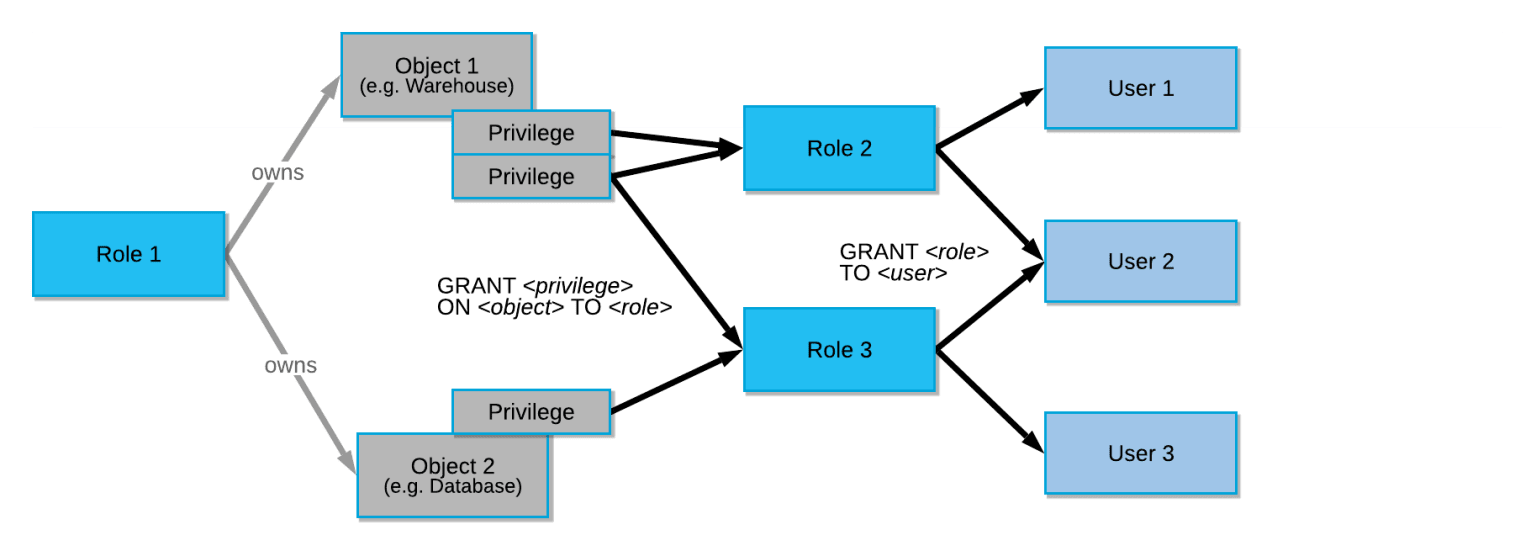 Object 1
(e.g. Warehouse)
Privilege
Privilege
owns
Role 1
owns
GRANT <privilege>
ON <object> TO <role>
Privilege
Object 2
(e.g. Database)
Role 2
GRANT <role>
TO <user>
Role 3
User 1
User 2
User 3